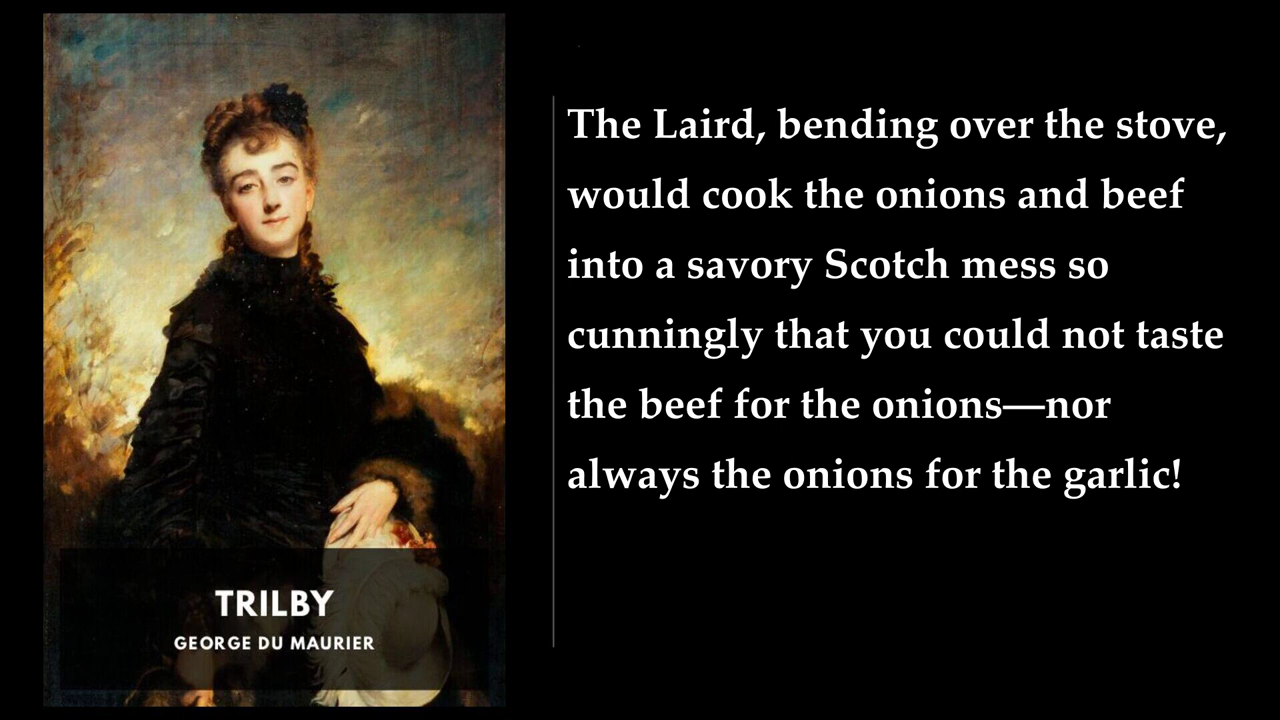 TRILBY
GEORGE DU MAURIER
The Laird, bending over the stove,
would cook the onions and beef
into a savory Scotch mess so
cunningly that you could not taste
the beef for the onions—nor
always the onions for the garlic!